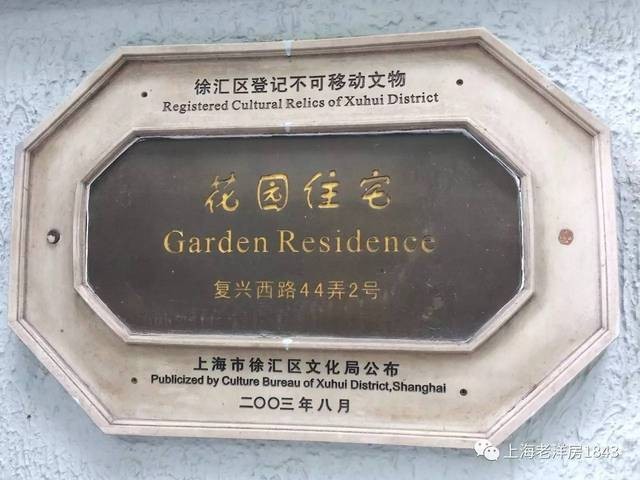 徐汇区登记不可移动文物
Registered Cultural Relics of Xuhui District
花园住宅
Garden Residence
复兴西路44弄2号
上海市徐汇区文化局公布
Publicized by Culture Bureau of Xuhui District,Shanghai
二〇〇三年八月
上海老洋房1843